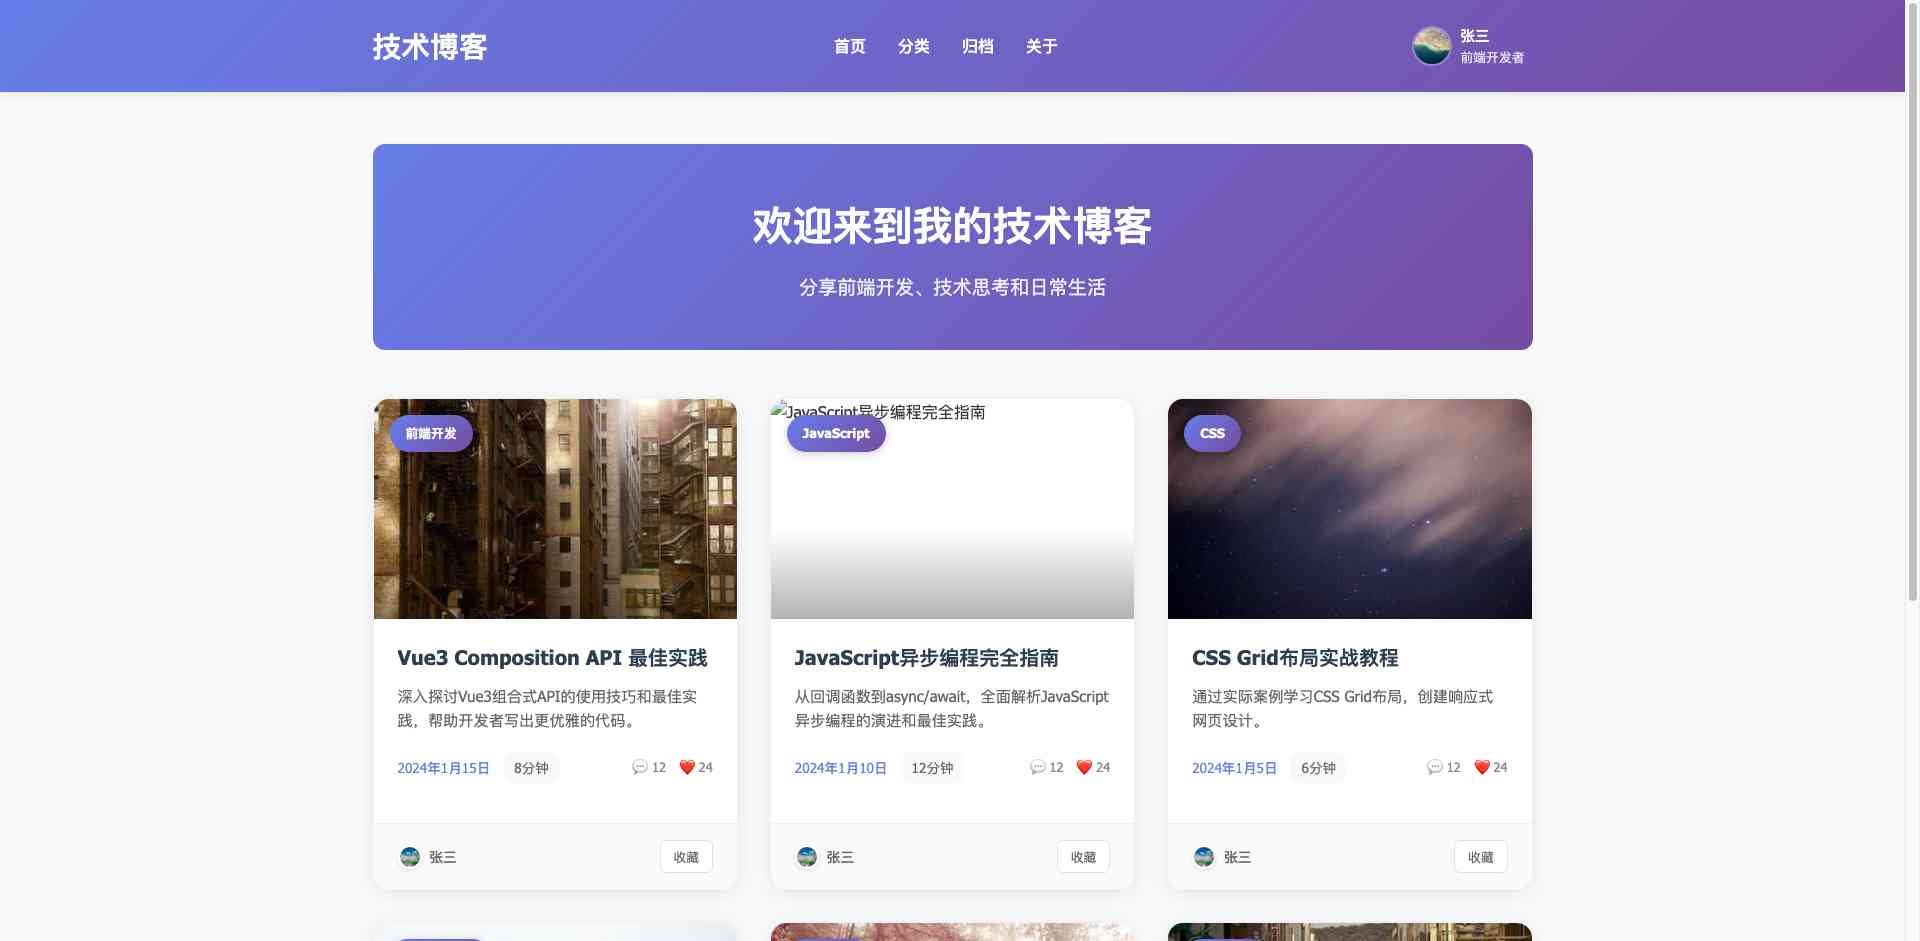 技术博客
首页
分类
归档
关于
张三
前端开发者
欢迎来到我的技术博客
分享前端开发、技术思考和日常生活
前端开发
Vue3 Composition API 最佳实践
深入探讨Vue3组合式API的使用技巧和最佳实
践，帮助开发者写出更优雅的代码。
2024年1月15日
8分钟
12
24
张三
收藏
JavaScript异步编程完全指南
JavaScript
JavaScript异步编程完全指南
从回调函数到async/await，全面解析JavaScript
异步编程的演进和最佳实践。
2024年1月10日
12分钟
12
24
张三
收藏
CSS
CSS Grid布局实战教程
通过实际案例学习CSS Grid布局，创建响应式
网页设计。
2024年1月5日
6分钟
12
24
张三
收藏